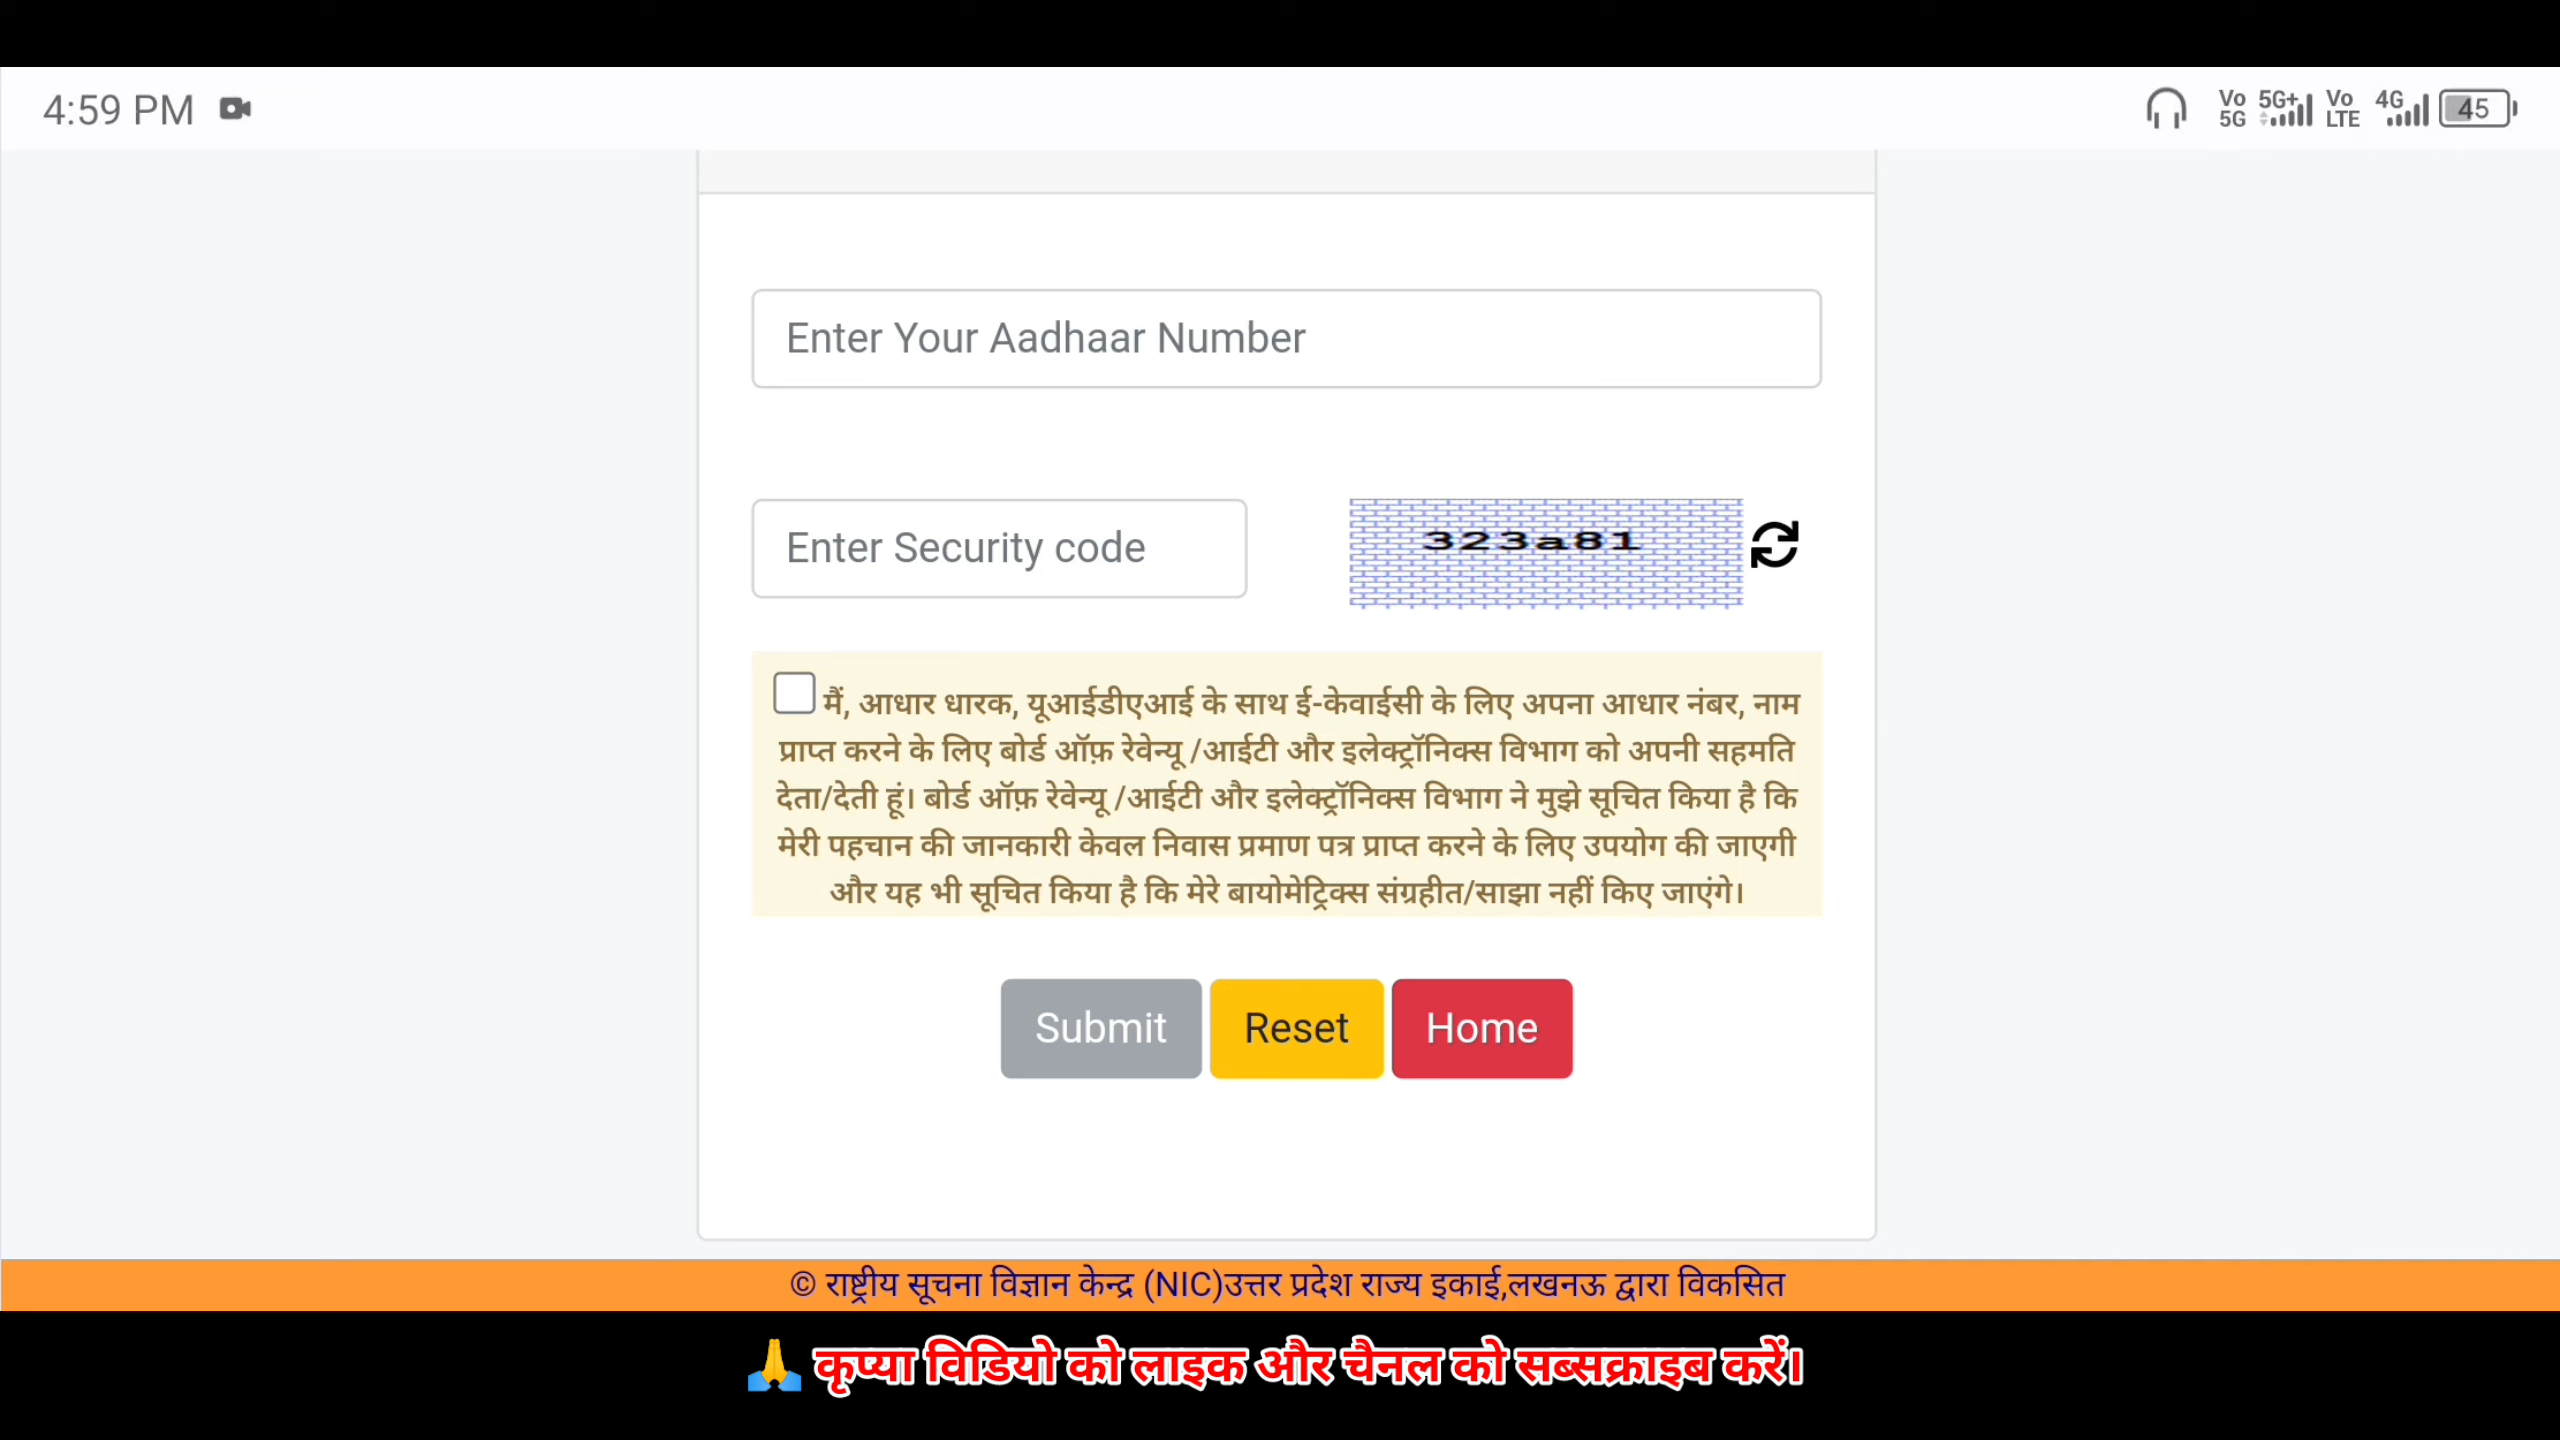 4:59 PM
Vo 5G 5G+ Vo LTE 4G 45
Enter Your Aadhaar Number
Enter Security code
323a81
मैं, आधार धारक, यूआईडीएआई के साथ ई-केवाईसी के लिए अपना आधार नंबर, नाम
प्राप्त करने के लिए बोर्ड ऑफ़ रेवेन्यू /आईटी और इलेक्ट्रॉनिक्स विभाग को अपनी सहमति
देता/देती हूं। बोर्ड ऑफ़ रेवेन्यू /आईटी और इलेक्ट्रॉनिक्स विभाग ने मुझे सूचित किया है कि
मेरी पहचान की जानकारी केवल निवास प्रमाण पत्र प्राप्त करने के लिए उपयोग की जाएगी
और यह भी सूचित किया है कि मेरे बायोमेट्रिक्स संग्रहीत/साझा नहीं किए जाएंगे।
Submit Reset Home
© राष्ट्रीय सूचना विज्ञान केन्द्र (NIC)उत्तर प्रदेश राज्य इकाई,लखनऊ द्वारा विकसित
🙏 कृप्या विडियो को लाइक और चैनल को सब्सक्राइब करें।